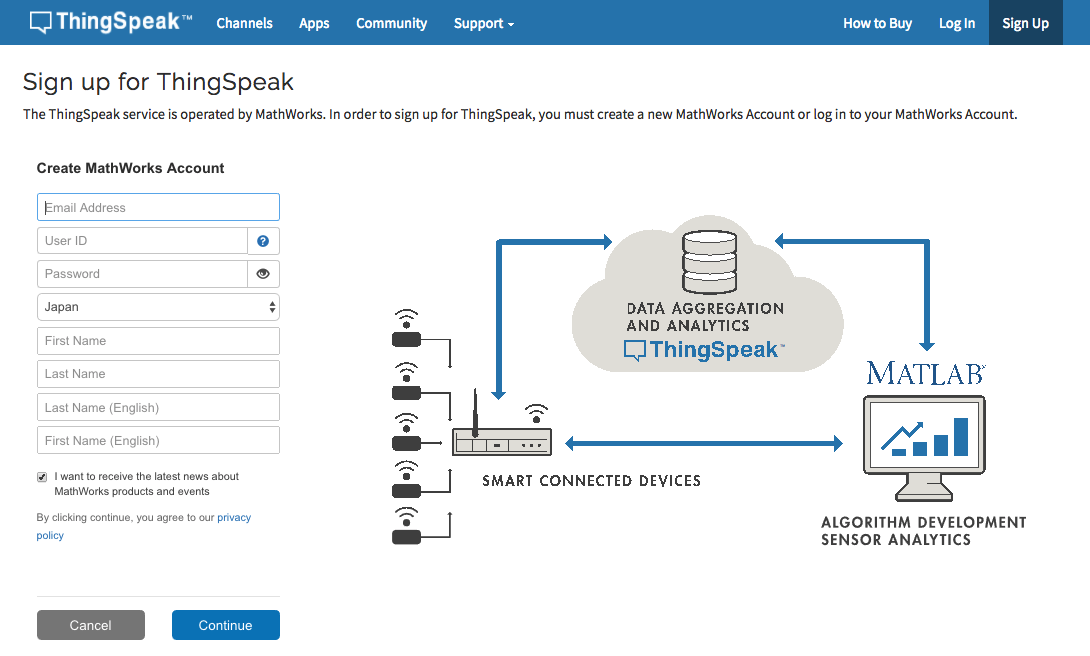 ThingSpeak™ Channels Apps Community Support How to Buy Log In Sign Up
Sign up for ThingSpeak
The ThingSpeak service is operated by MathWorks. In order to sign up for ThingSpeak, you must create a new MathWorks Account or log in to your MathWorks Account.
Create MathWorks Account
Email Address
User ID
?
Password
Japan
First Name
Last Name
Last Name (English)
First Name (English)
I want to receive the latest news about
MathWorks products and events
By clicking continue, you agree to our privacy
policy
Cancel Continue
DATA AGGREGATION
AND ANALYTICS
ThingSpeak™
SMART CONNECTED DEVICES
MATLAB®
ALGORITHM DEVELOPMENT
SENSOR ANALYTICS